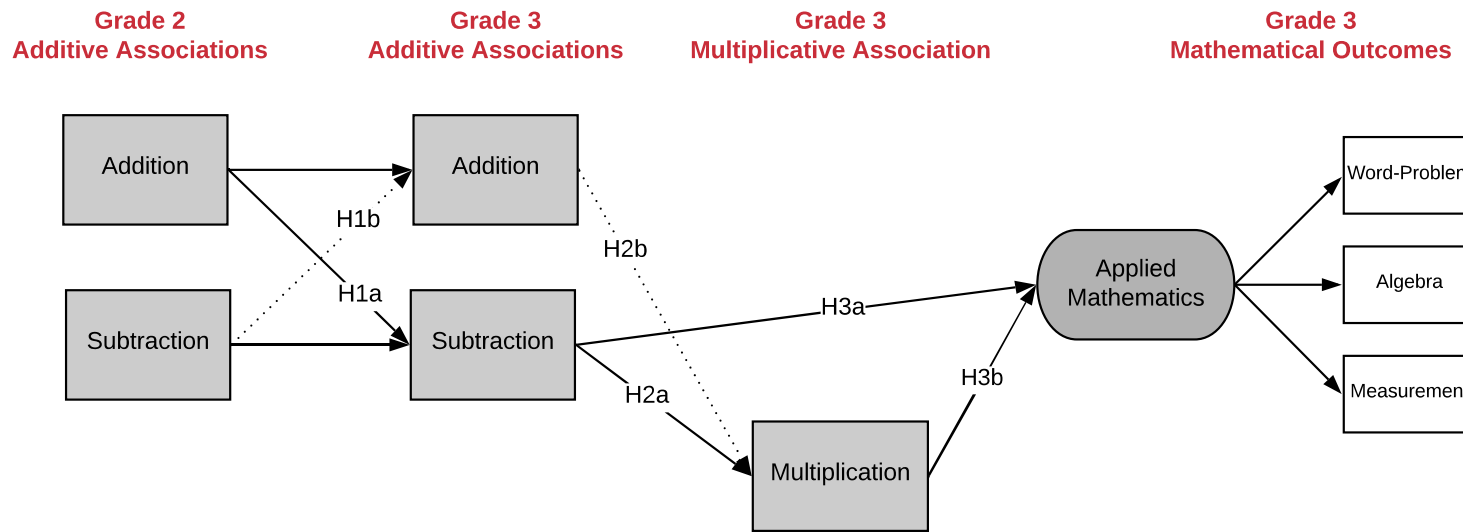 Grade 2
Additive Associations
Grade 3
Additive Associations
Grade 3
Multiplicative Association
Grade 3
Mathematical Outcomes
Addition
Subtraction
Addition
Subtraction
H1b
H1a
H2b
H2a
H3a
H3b
Multiplication
Applied
Mathematics
Word-Problem
Algebra
Measuremen